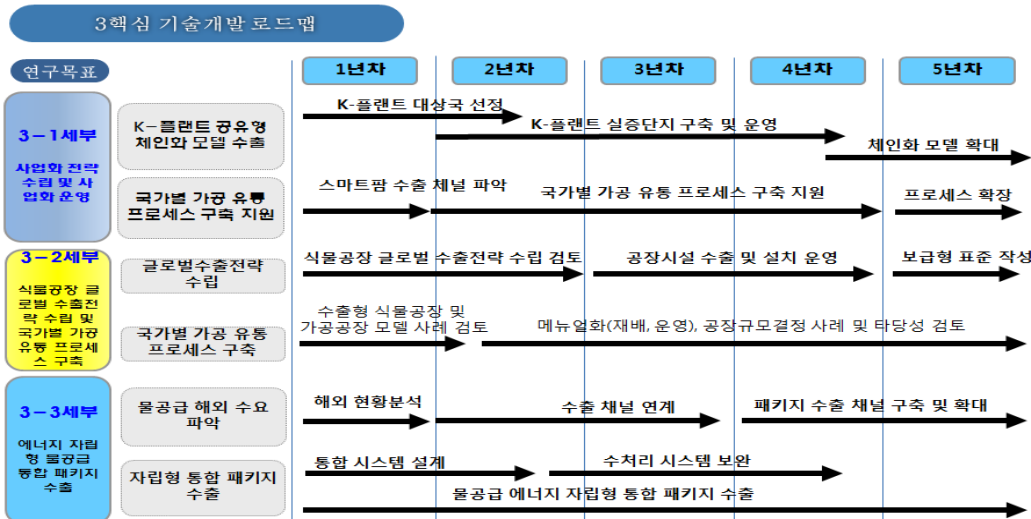 3핵심 기술개발 로드맵
연구목표
1년차
2년차
3년차
4년차
5년차
3-1세부
사업화 전략
수립 및 사
업화 운영
K-플랜트 공유형
체인화 모델 수출
K-플랜트 대상국 선정
K-플랜트 실증단지 구축 및 운영
체인화 모델 확대
국가별 가공 유통
프로세스 구축 지원
스마트팜 수출 채널 파악
국가별 가공 유통 프로세스 구축 지원
프로세스 확장
3-2세부
식물공장 글
로벌 수출전
략 수립 및
국가별 가공
유통 프로세
스 구축
글로벌수출전략
수립
식물공장 글로벌 수출전략 수립 검토
공장시설 수출 및 설치 운영
보급형 표준 작성
국가별 가공 유통
프로세스 구축
수출형 식물공장 및
가공공장 모델 사례 검토
메뉴얼화(재배, 운영), 공장규모결정 사례 및 타당성 검토
3-3세부
에너지 자립
형 물공급
통합 패키지
수출
물공급 해외 수요
파악
해외 현황분석
수출 채널 연계
패키지 수출 채널 구축 및 확대
자립형 통합 패키지
수출
통합 시스템 설계
수처리 시스템 보완
물공급 에너지 자립형 통합 패키지 수출